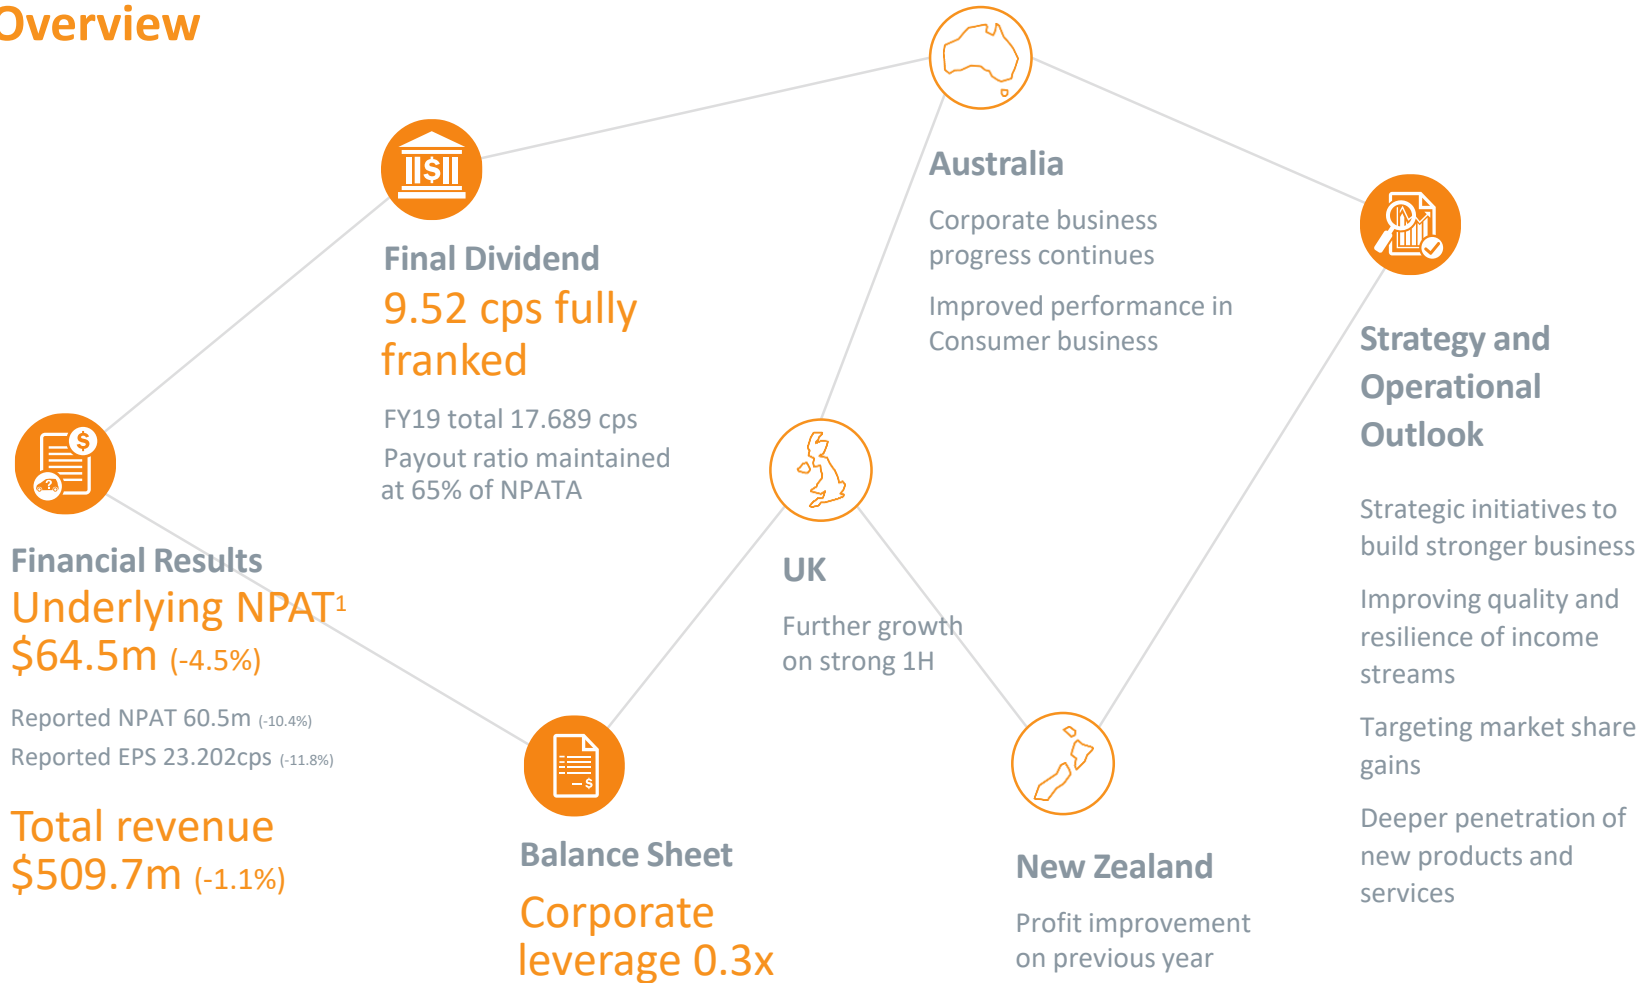 Overview
Final Dividend
9.52 cps fully
franked
FY19 total 17.689 cps
Payout ratio maintained
at 65% of NPATA
Financial Results
Underlying NPAT1
$64.5m (-4.5%)
Reported NPAT 60.5m (-10.4%)
Reported EPS 23.202cps (-11.8%)
Total revenue
$509.7m (-1.1%)
Balance Sheet
Corporate
leverage 0.3x
Australia
Corporate business
progress continues
Improved performance in
Consumer business
UK
Further growth
on strong 1H
New Zealand
Profit improvement
on previous year
Strategy and
Operational
Outlook
Strategic initiatives to
build stronger business
Improving quality and
resilience of income
streams
Targeting market share
gains
Deeper penetration of
new products and
services